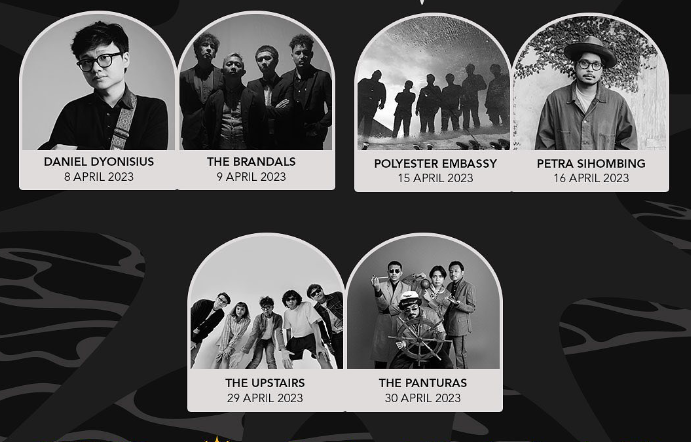 DANIEL DYONISIUS
8 APRIL 2023
THE BRANDALS
9 APRIL 2023
POLYESTER EMBASSY
15 APRIL 2023
PETRA SIHOMBING
16 APRIL 2023
THE UPSTAIRS
29 APRIL 2023
THE PANTURAS
30 APRIL 2023